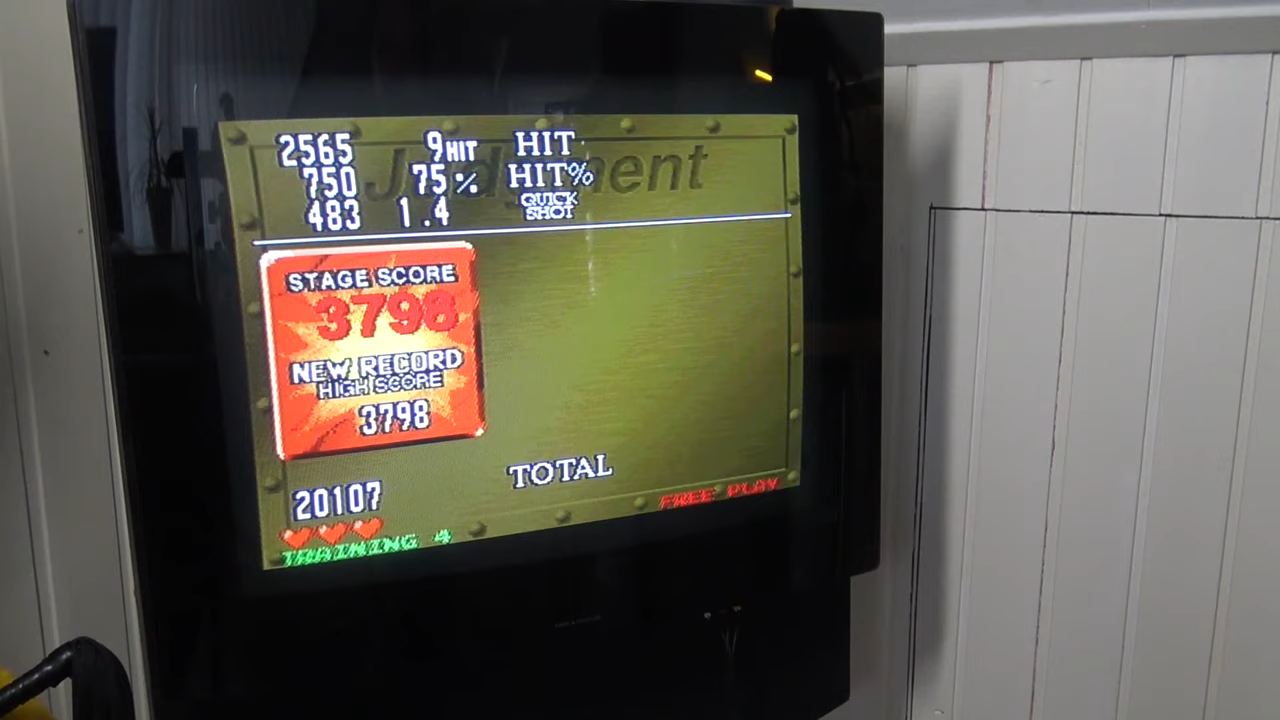 Judgment
2565 9HIT HIT
750 75% HIT%
483 1.4 QUICK SHOT
STAGE SCORE
3798
NEW RECORD
HIGH SCORE
3798
TOTAL
20107
FREE PLAY
TRAINING 4